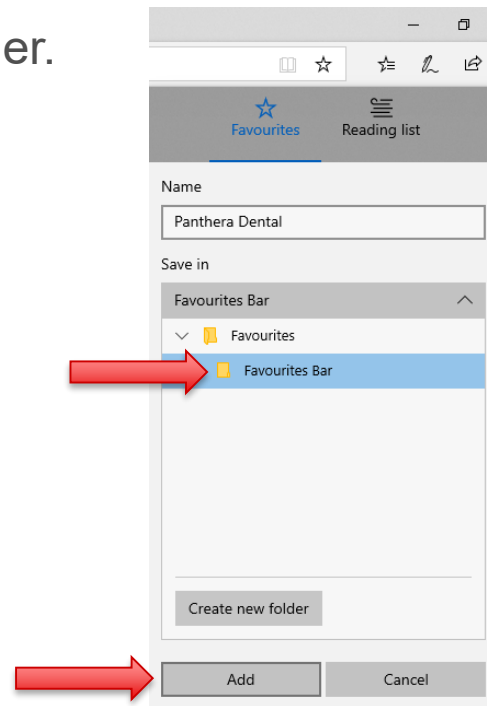 er.
Favourites Reading list
Name
Panthera Dental
Save in
Favourites Bar
Favourites
Favourites Bar
Create new folder
Add Cancel